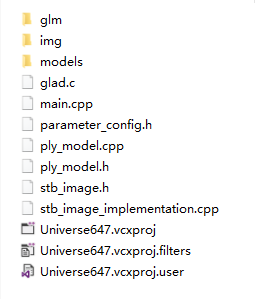 glm
img
models
glad.c
main.cpp
parameter_config.h
ply_model.cpp
ply_model.h
stb_image.h
stb_image_implementation.cpp
Universe647.vcxproj
Universe647.vcxproj.filters
Universe647.vcxproj.user